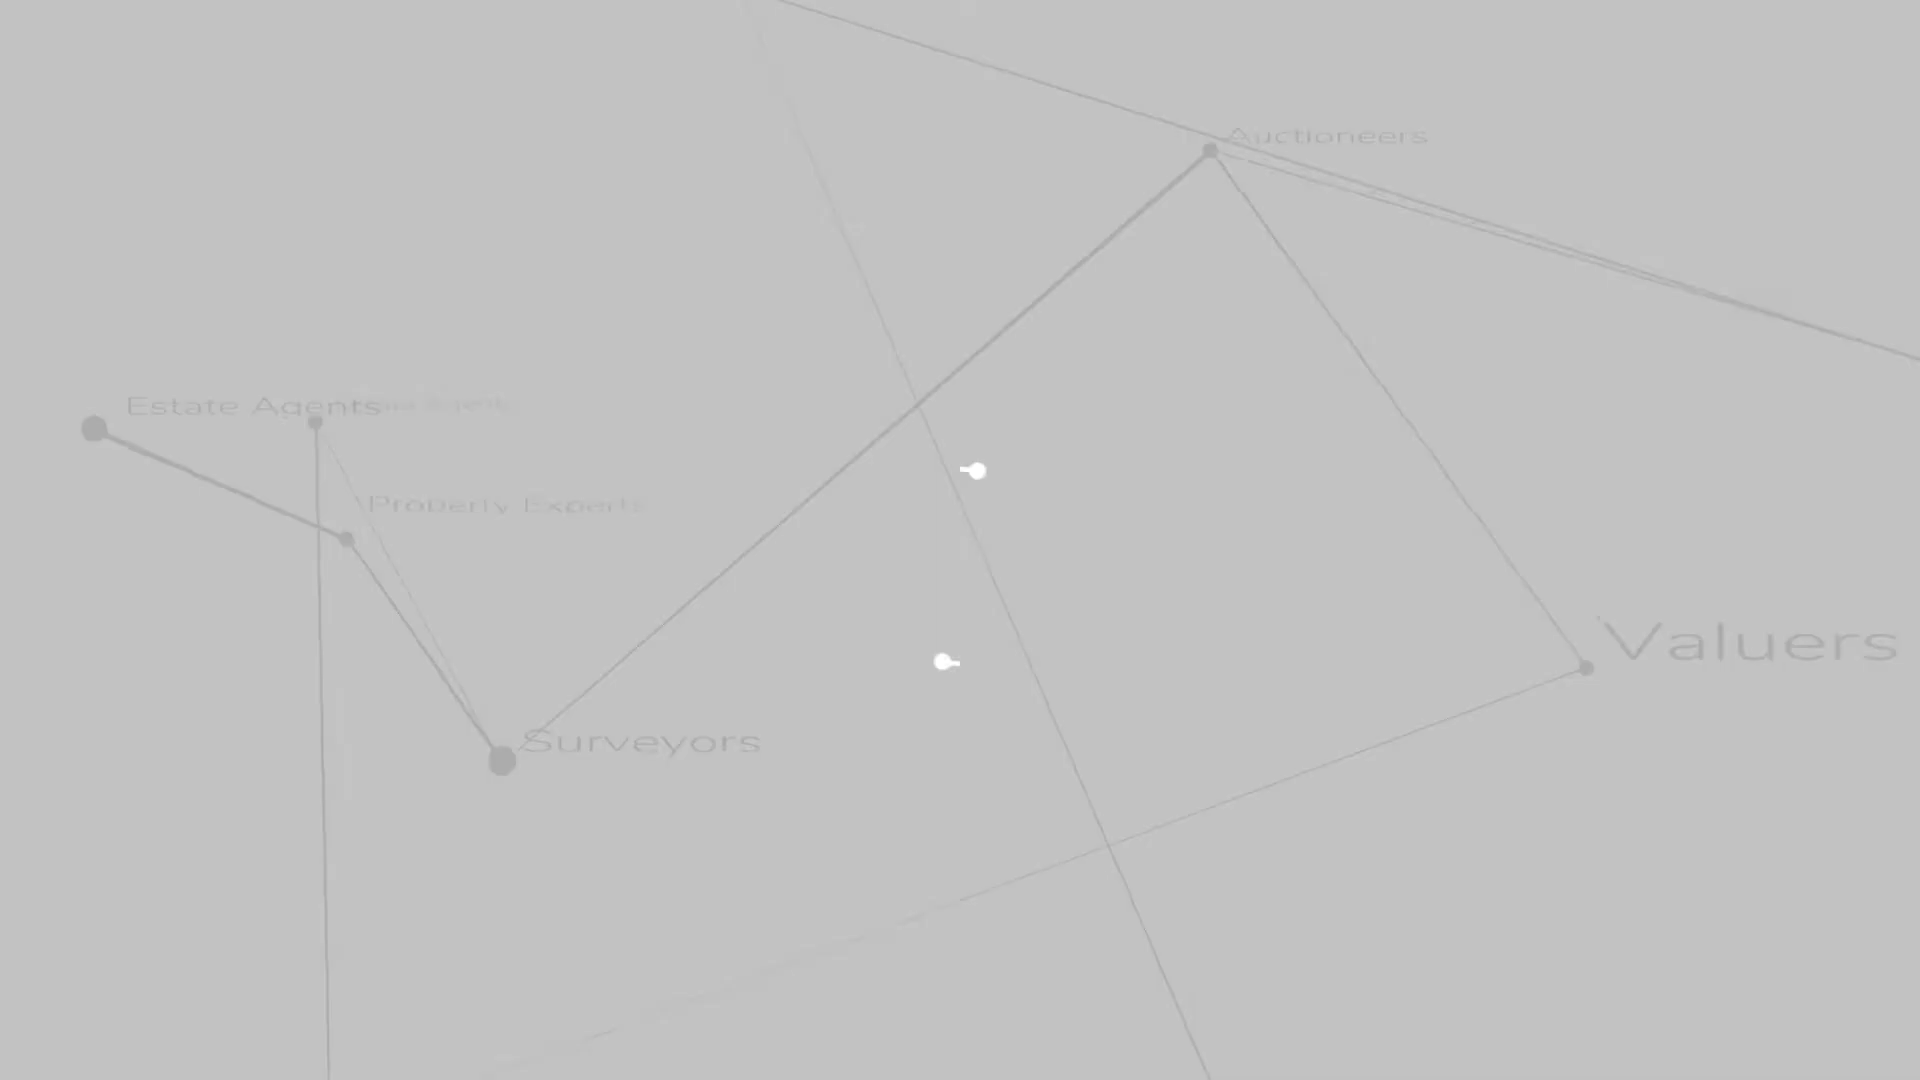 Auctioneers
Estate Agents
Property Experts
Valuers
Surveyors